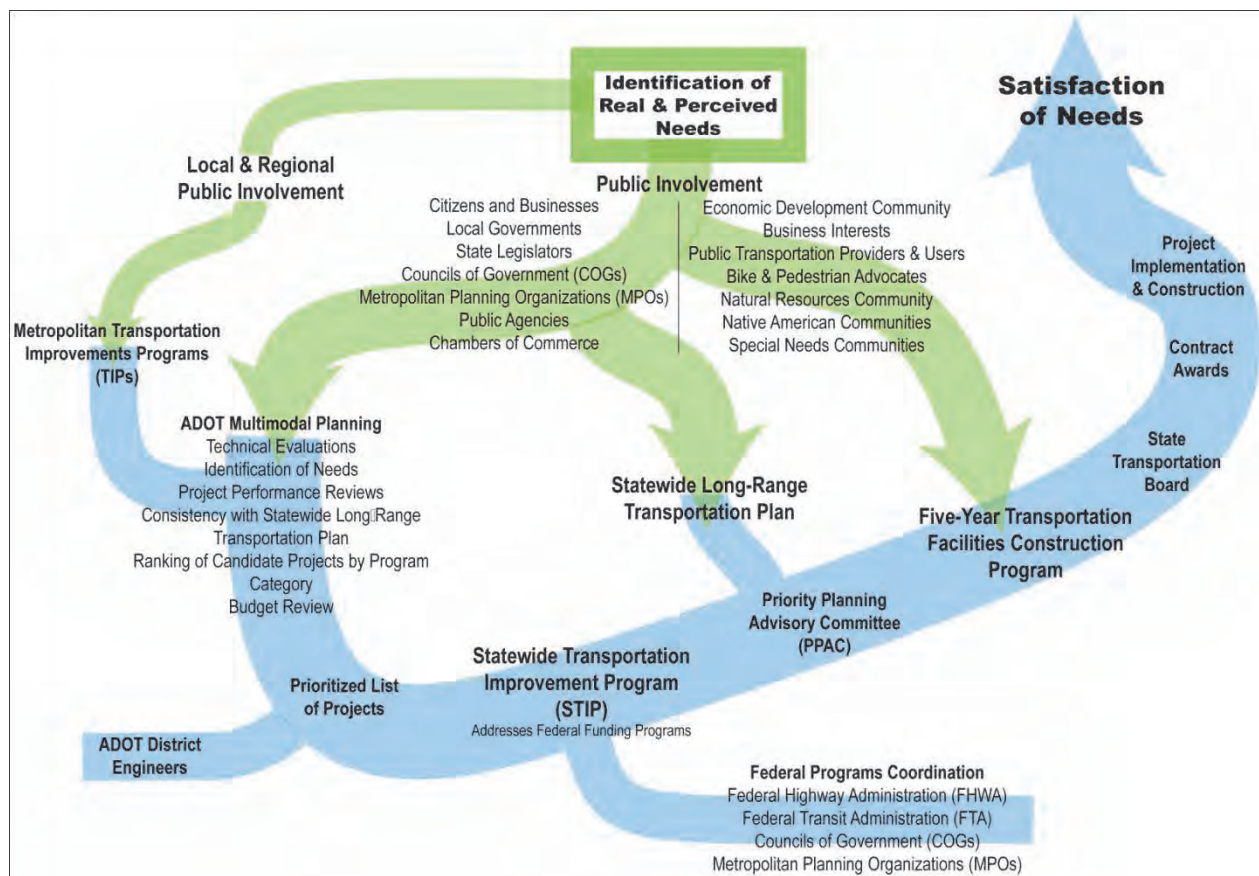 Identification of
Real & Perceived
Needs
Satisfaction
of Needs
Local & Regional
Public Involvement
Public Involvement
Citizens and Businesses
Local Governments
State Legislators
Councils of Government (COGs)
Metropolitan Planning Organizations (MPOs)
Public Agencies
Chambers of Commerce
Economic Development Community
Business Interests
Public Transportation Providers & Users
Bike & Pedestrian Advocates
Natural Resources Community
Native American Communities
Special Needs Communities
Project
Implementation
& Construction
Contract
Awards
State
Transportation
Board
Metropolitan Transportation
Improvements Programs
(TIPs)
ADOT Multimodal Planning
Technical Evaluations
Identification of Needs
Project Performance Reviews
Consistency with Statewide Long▯Range
Transportation Plan
Ranking of Candidate Projects by Program
Category
Budget Review
Statewide Long-Range
Transportation Plan
Five-Year Transportation
Facilities Construction
Program
Priority Planning
Advisory Committee
(PPAC)
Statewide Transportation
Improvement Program
(STIP)
Addresses Federal Funding Programs
Prioritized List
of Projects
ADOT District
Engineers
Federal Programs Coordination
Federal Highway Administration (FHWA)
Federal Transit Administration (FTA)
Councils of Government (COGs)
Metropolitan Planning Organizations (MPOs)